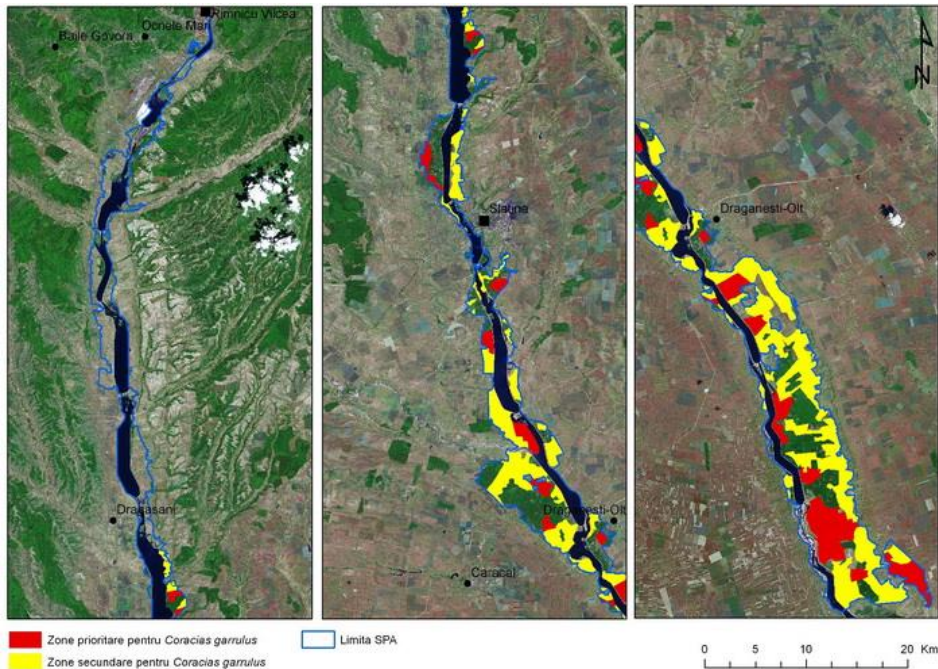 Rimnicu Vilcea
Ocnele Mari
Baile Govora
Dragasani
Slatina
Draganesti-Olt
Caracal
Draganesti-Olt
N
Zone prioritare pentru Coracias garrulus
Limita SPA
Zone secundare pentru Coracias garrulus
0 5 10 20 Km